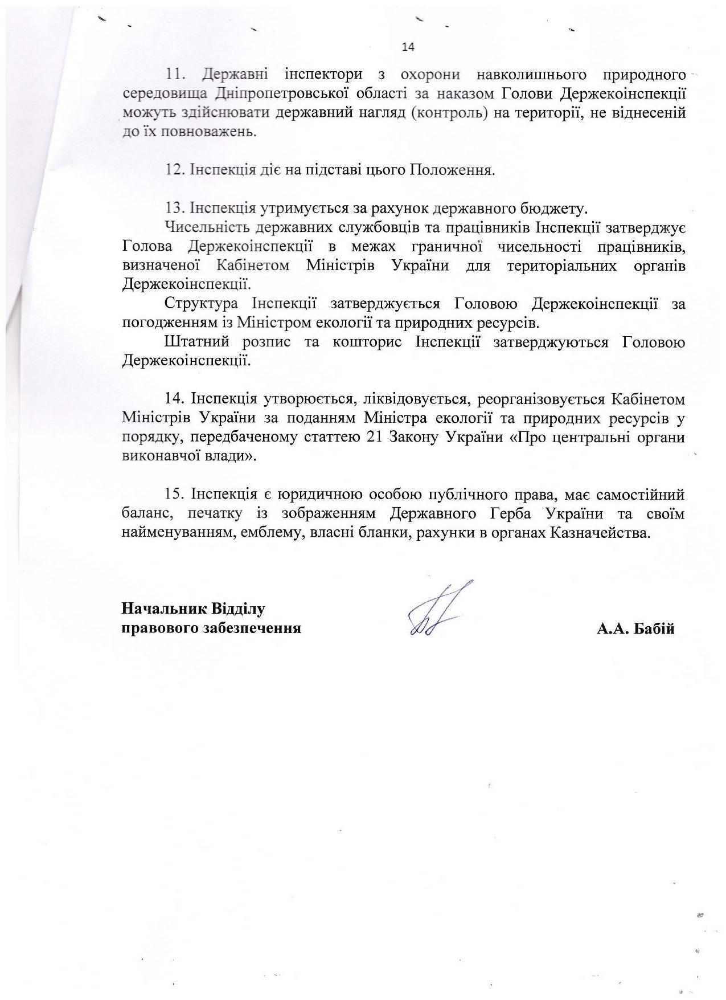 14
11. Державні інспектори з охорони навколишнього природного
середовища Дніпропетровської області за наказом Голови Держекоінспекції
можуть здійснювати державний нагляд (контроль) на території, не віднесеній
до їх повноважень.
12. Інспекція діє на підставі цього Положення.
13. Інспекція утримується за рахунок державного бюджету.
Чисельність державних службовців та працівників Інспекції затверджує
Голова Держекоінспекції в межах граничної чисельності працівників,
визначеної Кабінетом Міністрів України для територіальних органів
Держекоінспекції.
Структура Інспекції затверджується Головою Держекоінспекції за
погодженням із Міністром екології та природних ресурсів.
Штатний розпис та кошторис Інспекції затверджуються Головою
Держекоінспекції.
14. Інспекція утворюється, ліквідовується, реорганізовується Кабінетом
Міністрів України за поданням Міністра екології та природних ресурсів у
порядку, передбаченому статтею 21 Закону України «Про центральні органи
виконавчої влади».
15. Інспекція є юридичною особою публічного права, має самостійний
баланс, печатку із зображенням Державного Герба України та своїм
найменуванням, емблему, власні бланки, рахунки в органах Казначейства.
Начальник Відділу
правового забезпечення
А.А. Бабій